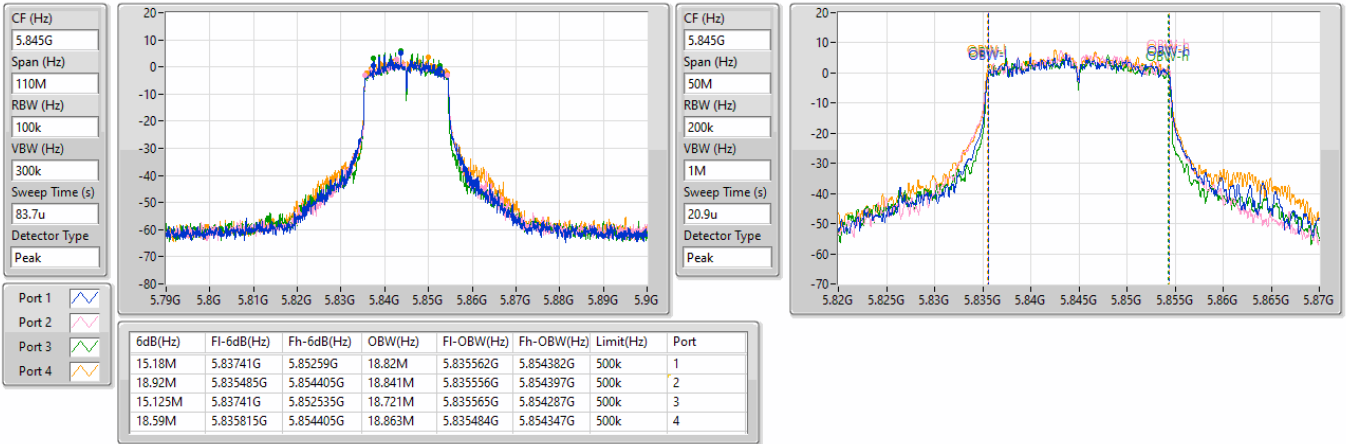 CF (Hz)
5.845G
Span (Hz)
110M
RBW (Hz)
100k
VBW (Hz)
300k
Sweep Time (s)
83.7u
Detector Type
Peak
Port 1
Port 2
Port 3
Port 4
20
10
0
-10
-20
-30
-40
-50
-60
-70
-80
5.79G 5.8G 5.81G 5.82G 5.83G 5.84G 5.85G 5.86G 5.87G 5.88G 5.89G 5.9G
CF (Hz)
5.845G
Span (Hz)
50M
RBW (Hz)
200k
VBW (Hz)
1M
Sweep Time (s)
20.9u
Detector Type
Peak
20
10
0
-10
-20
-30
-40
-50
-60
-70
OBW-l OBW-h
5.82G 5.825G 5.83G 5.835G 5.84G 5.845G 5.85G 5.855G 5.86G 5.865G 5.87G
6dB(Hz) Fl-6dB(Hz) Fh-6dB(Hz) OBW(Hz) Fl-OBW(Hz) Fh-OBW(Hz) Limit(Hz) Port
15.18M 5.83741G 5.85259G 18.82M 5.835562G 5.854382G 500k 1
18.92M 5.835485G 5.854405G 18.841M 5.835556G 5.854397G 500k 2
15.125M 5.83741G 5.852535G 18.721M 5.835565G 5.854287G 500k 3
18.59M 5.835815G 5.854405G 18.863M 5.835484G 5.854347G 500k 4